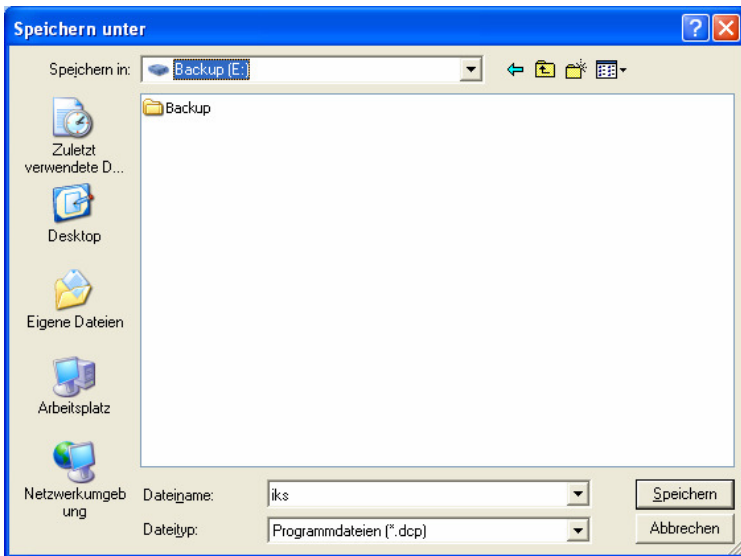 Speichern unter
Speichern in:
Backup (E:)
Backup
Zuletzt
verwendete D...
Desktop
Eigene Dateien
Arbeitsplatz
Netzwerkumgeb
ung
Dateiname:
iks
Speichern
Dateityp:
Programmdateien (*.dcp)
Abbrechen